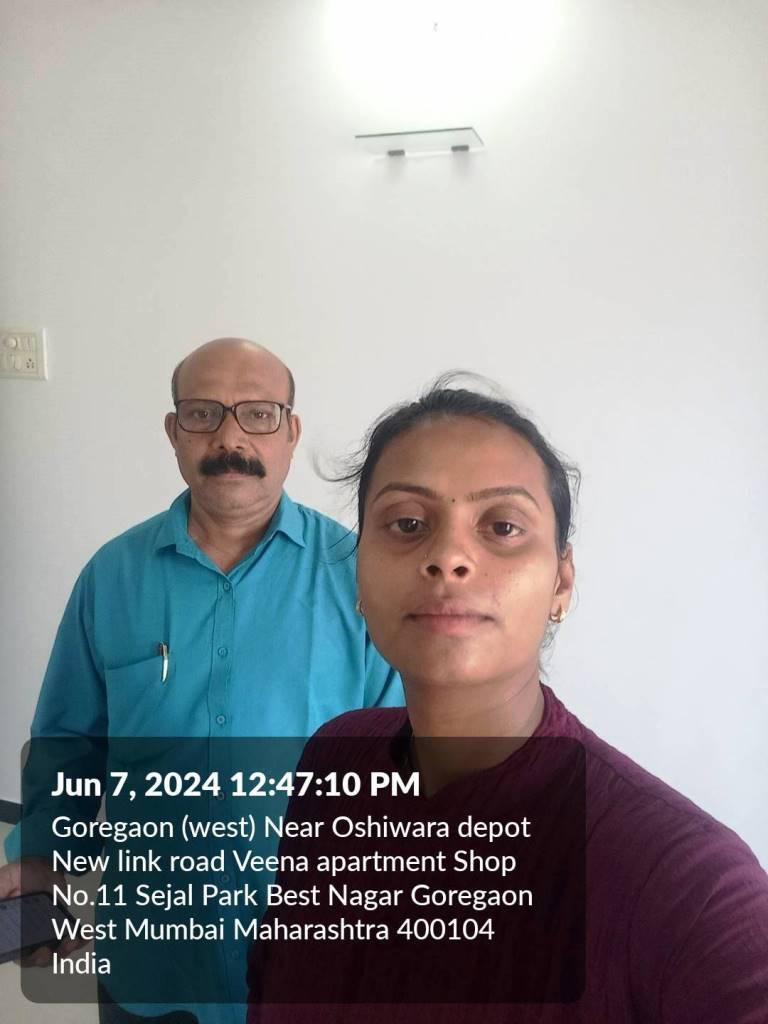 Jun 7, 2024 12:47:10 PM
Goregaon (west) Near Oshiwara depot
New link road Veena apartment Shop
No.11 Sejal Park Best Nagar Goregaon
West Mumbai Maharashtra 400104
India